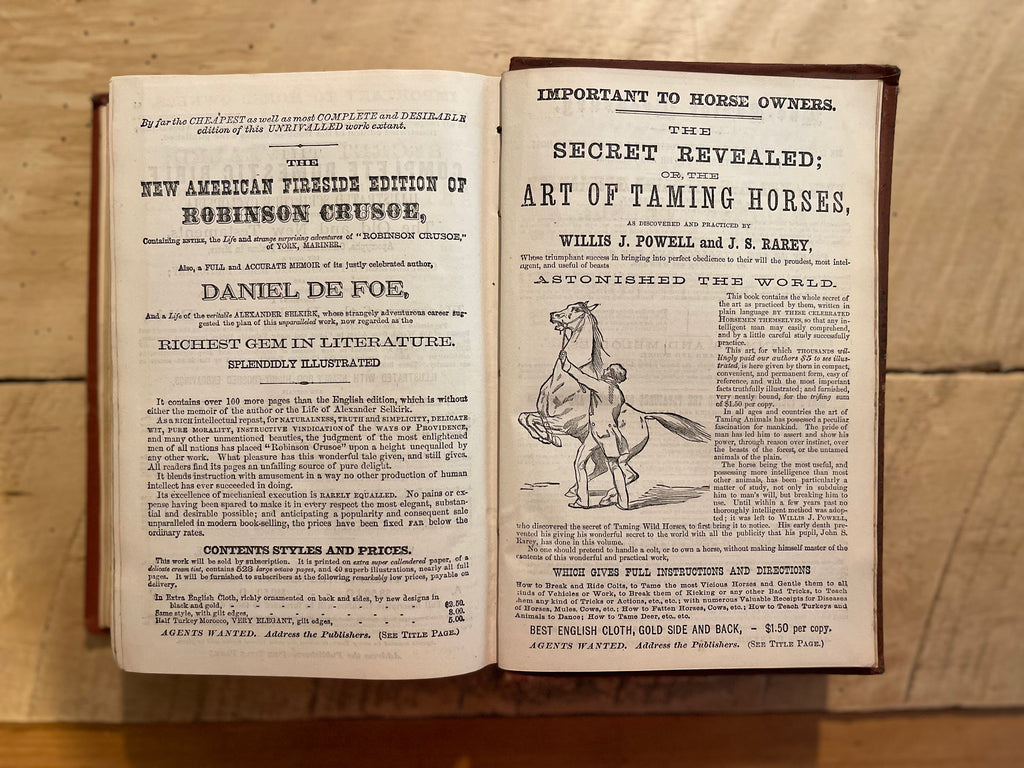 By far the CHEAPEST as well as most COMPLETE and DESIRABLE
edition of this UNRIVALLED work extant.
THE
NEW AMERICAN FIRESIDE EDITION OF
ROBINSON CRUSOE,
Containing ENTIRE, the Life and strange surprising adventures of "ROBINSON CRUSOE,"
of YORK, MARINER.
Also, a FULL and ACCURATE MEMOIR of its justly celebrated author,
DANIEL DE FOE,
And a Life of the veritable ALEXANDER SELKIRK, whose strangely adventurous career sug-
gested the plan of this unparalleled work, now regarded as the
RICHEST GEM IN LITERATURE.
SPLENDIDLY ILLUSTRATED
It contains over 100 more pages than the English edition, which is without
either the memoir of the author or the Life of Alexander Selkirk.
As a RICH intellectual repast, for NATURALNESS, TRUTH and SIMPLICITY, DELICATE
WIT, PURE MORALITY, INSTRUCTIVE VINDICATION of the WAYS OF PROVIDENCE,
and many other unmentioned beauties, the judgment of the most enlightened
men of all nations has placed "Robinson Crusoe" upon a height unequalled by
any other work. What pleasure has this wonderful tale given, and still gives.
All readers find its pages an unfailing source of pure delight.
It blends instruction with amusement in a way no other production of human
intellect has ever succeeded in doing.
Its excellence of mechanical execution is RARELY EQUALLED. No pains or ex-
pense having been spared to make it in every respect the most elegant, substan-
tial and desirable possible; and anticipating a popularity and consequent sale
unparalleled in modern book-selling, the prices have been fixed FAR below the
ordinary rates.
CONTENTS STYLES AND PRICES.
This work will be sold by subscription. It is printed on extra super callendered paper, of a
delicate cream tint, contains 528 large octavo pages, and 40 superb illustrations, nearly all full
pages. It will be furnished to subscribers at the following remarkably low prices, payable on
delivery,
In Extra English Cloth, richly ornamented on back and sides, by new designs in
black and gold, - - - - - - - - $2.50.
Same style, with gilt edges, - - - - - - - 3.00.
Half Turkey Morocco, VERY ELEGANT, gilt edges, - - - - 5.00.
AGENTS WANTED. Address the Publishers. (SEE TITLE PAGE.)
IMPORTANT TO HORSE OWNERS.
THE
SECRET REVEALED;
OR, THE
ART OF TAMING HORSES,
AS DISCOVERED AND PRACTICED BY
WILLIS J. POWELL and J. S. RAREY,
Whose triumphant success in bringing into perfect obedience to their will the proudest, most intel-
ligent, and useful of beasts
ASTONISHED THE WORLD.
This book contains the whole secret of
the art as practiced by them, written in
plain language BY THESE CELEBRATED
HORSEMEN THEMSELVES, so that any in-
telligent man may easily comprehend,
and by a little careful study successfully
practice.
This art, for which THOUSANDS wil-
lingly paid our authors $5 to see illus-
trated, is here given by them in compact,
convenient, and permanent form, easy of
reference, and with the most important
facts truthfully illustrated; and furnished,
very neatly bound, for the trifling sum
of $1.50 per copy.
In all ages and countries the art of
Taming Animals has possessed a peculiar
fascination for mankind. The pride of
man has led him to assert and show his
power, through reason over instinct, over
the beasts of the forest, or the untamed
animals of the plain.
The horse being the most useful, and
possessing more intelligence than most
other animals, has been particularly a
matter of study, not only in subduing
him to man's will, but breaking him to
use. Until within a few years past no
thoroughly intelligent method was adop-
ted; it was left to WILLIS J. POWELL,
who discovered the secret of Taming Wild Horses, to first bring it to notice. His early death pre-
vented his giving his wonderful secret to the world with all the publicity that his pupil, John S.
Rarey, has done in this volume.
No one should pretend to handle a colt, or to own a horse, without making himself master of the
contents of this wonderful and practical work,
WHICH GIVES FULL INSTRUCTIONS AND DIRECTIONS
How to Break and Ride Colts, to Tame the most Vicious Horses and Gentle them to all
kinds of Vehicles or Work, to Break them of Kicking or any other Bad Tricks, to Teach
them any kind of Tricks or Actions, etc., etc.; with numerous Valuable Receipts for Diseases
of Horses, Mules, Cows, etc.; How to Fatten Horses, Cows, etc.; How to Teach Turkeys and
Animals to Dance; How to Tame Deer, etc., etc.
BEST ENGLISH CLOTH, GOLD SIDE AND BACK, - $1.50 per copy.
AGENTS WANTED. Address the Publishers. (SEE TITLE PAGE.)